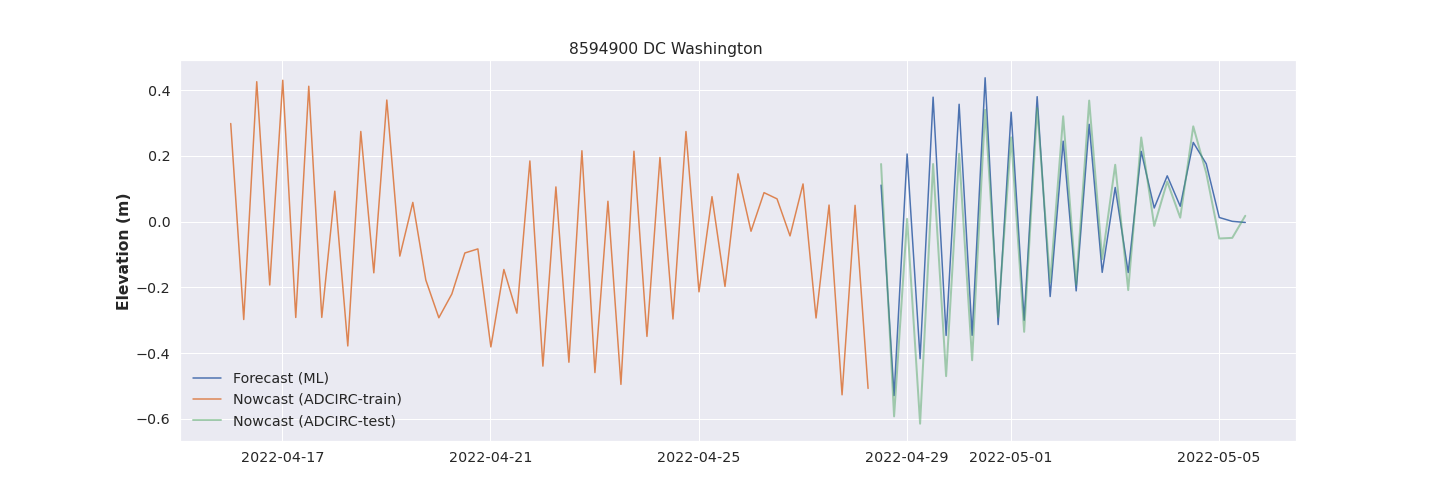 8594900 DC Washington
Elevation (m)
0.4
0.2
0.0
−0.2
−0.4
−0.6
Forecast (ML)
Nowcast (ADCIRC-train)
Nowcast (ADCIRC-test)
2022-04-17 2022-04-21 2022-04-25 2022-04-29 2022-05-01 2022-05-05